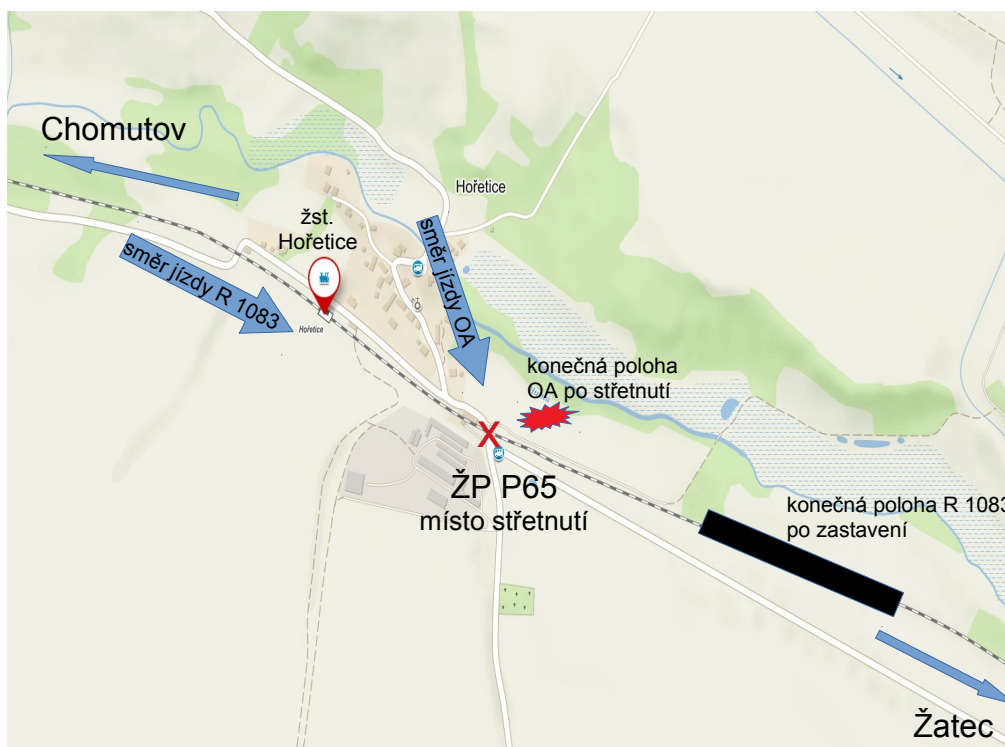 Chomutov
Hořetice
žst.
Hořetice
směr jízdy R 1083
směr jízdy OA
Hořetice
konečná poloha
OA po střetnutí
X
ŽP P65
místo střetnutí
konečná poloha R 1083
po zastavení
Žatec